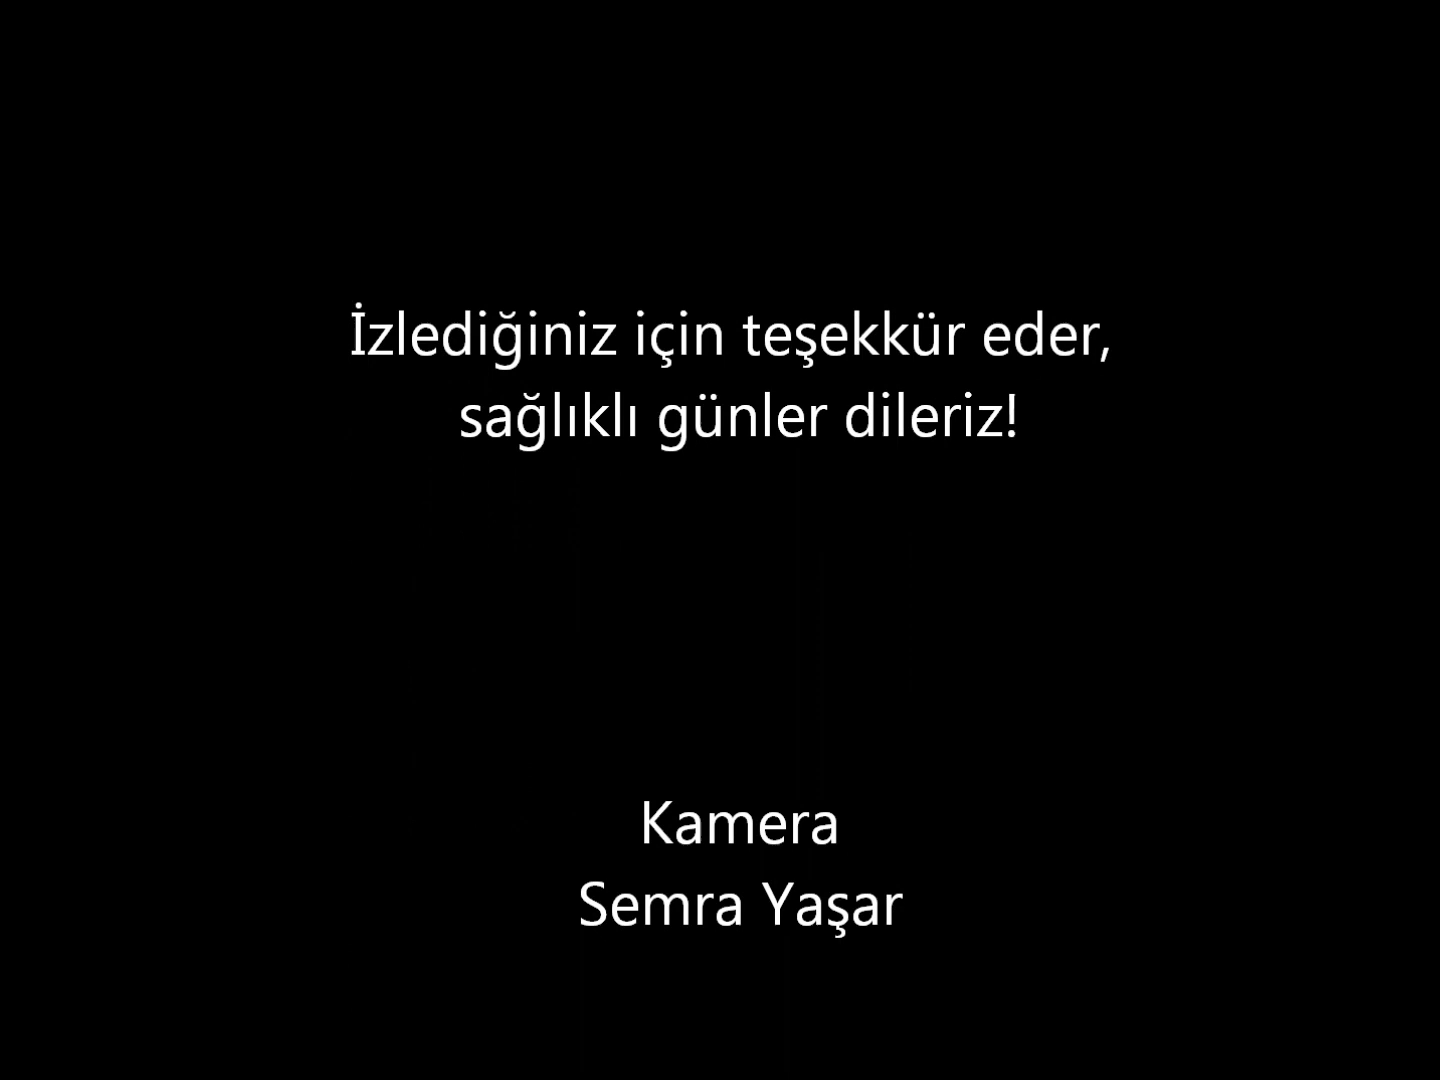 İzlediğiniz için teşekkür eder,
sağlıklı günler dileriz!
Kamera
Semra Yaşar